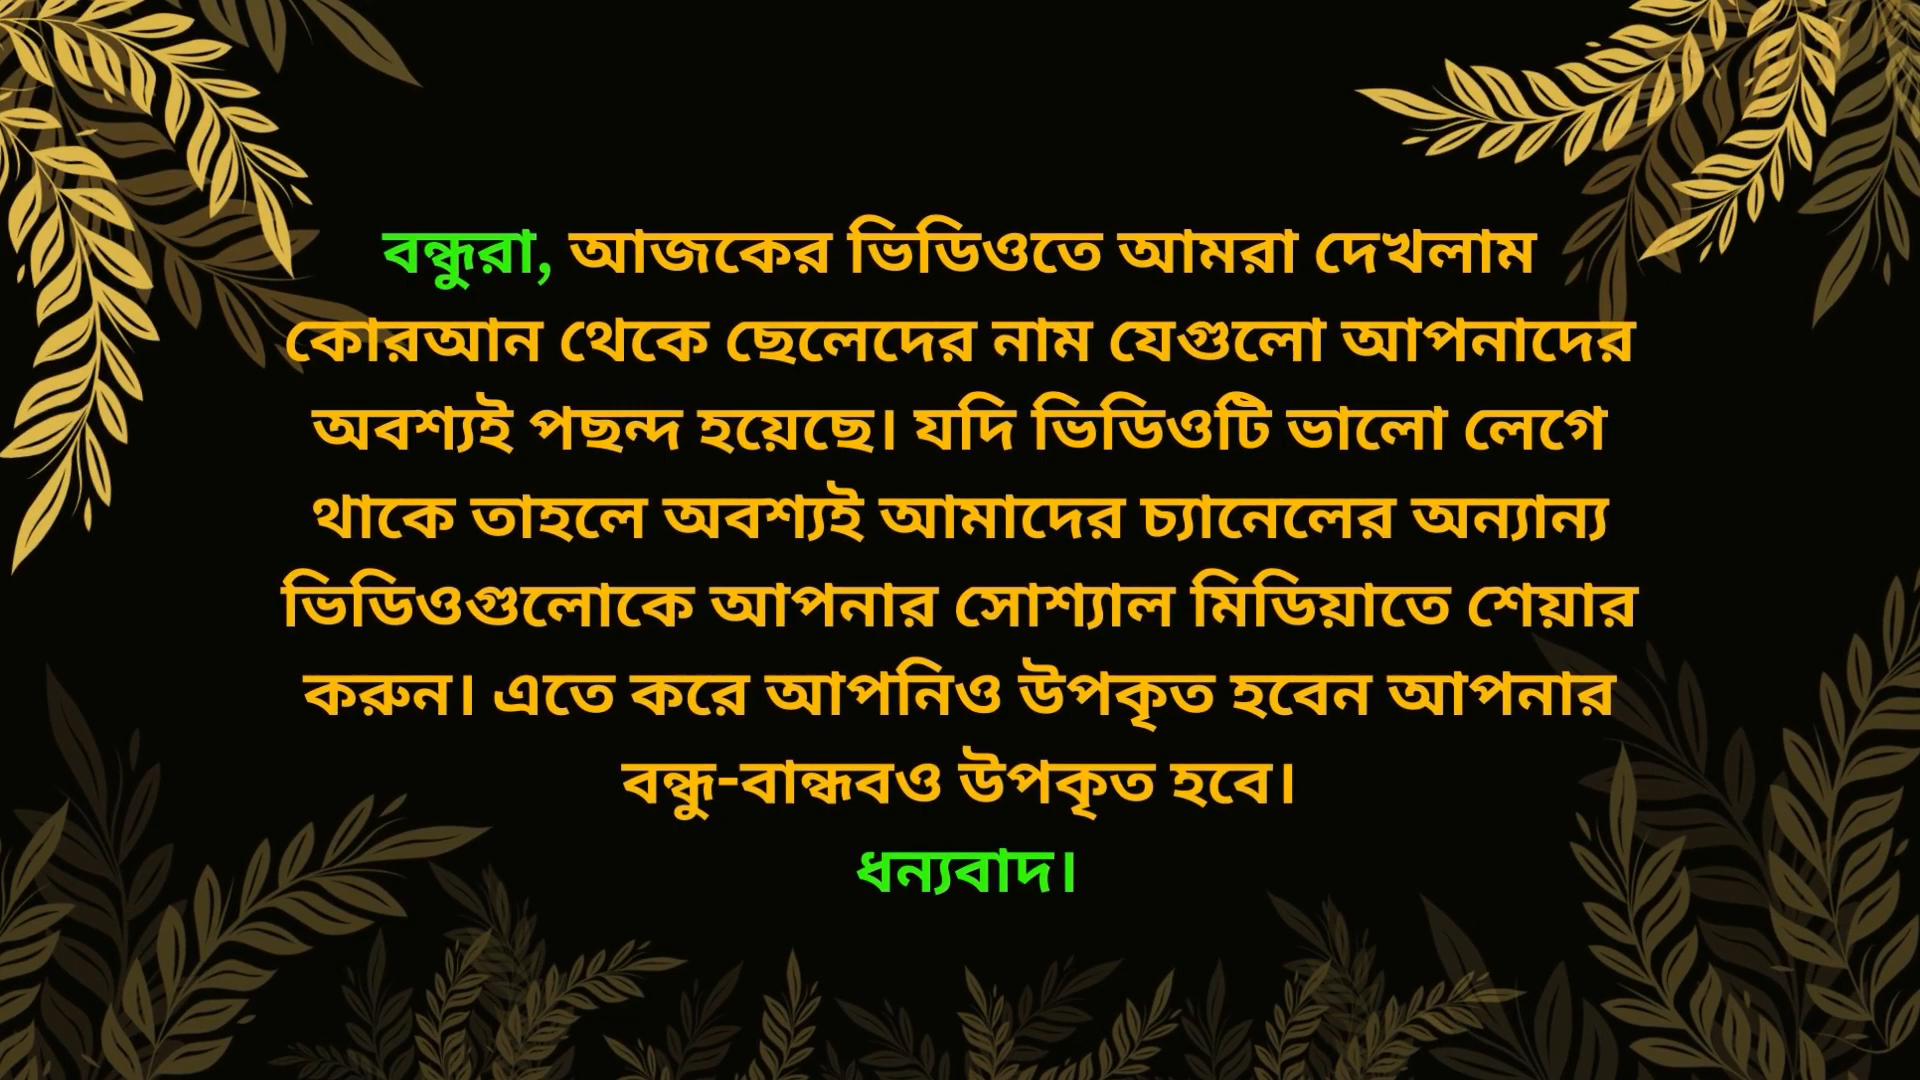 বন্ধুরা, আজকের ভিডিওতে আমরা দেখলাম
কোরআন থেকে ছেলেদের নাম যেগুলো আপনাদের
অবশ্যই পছন্দ হয়েছে। যদি ভিডিওটি ভালো লেগে
থাকে তাহলে অবশ্যই আমাদের চ্যানেলের অন্যান্য
ভিডিওগুলোকে আপনার সোশ্যাল মিডিয়াতে শেয়ার
করুন। এতে করে আপনিও উপকৃত হবেন আপনার
বন্ধু-বান্ধবও উপকৃত হবে।
ধন্যবাদ।